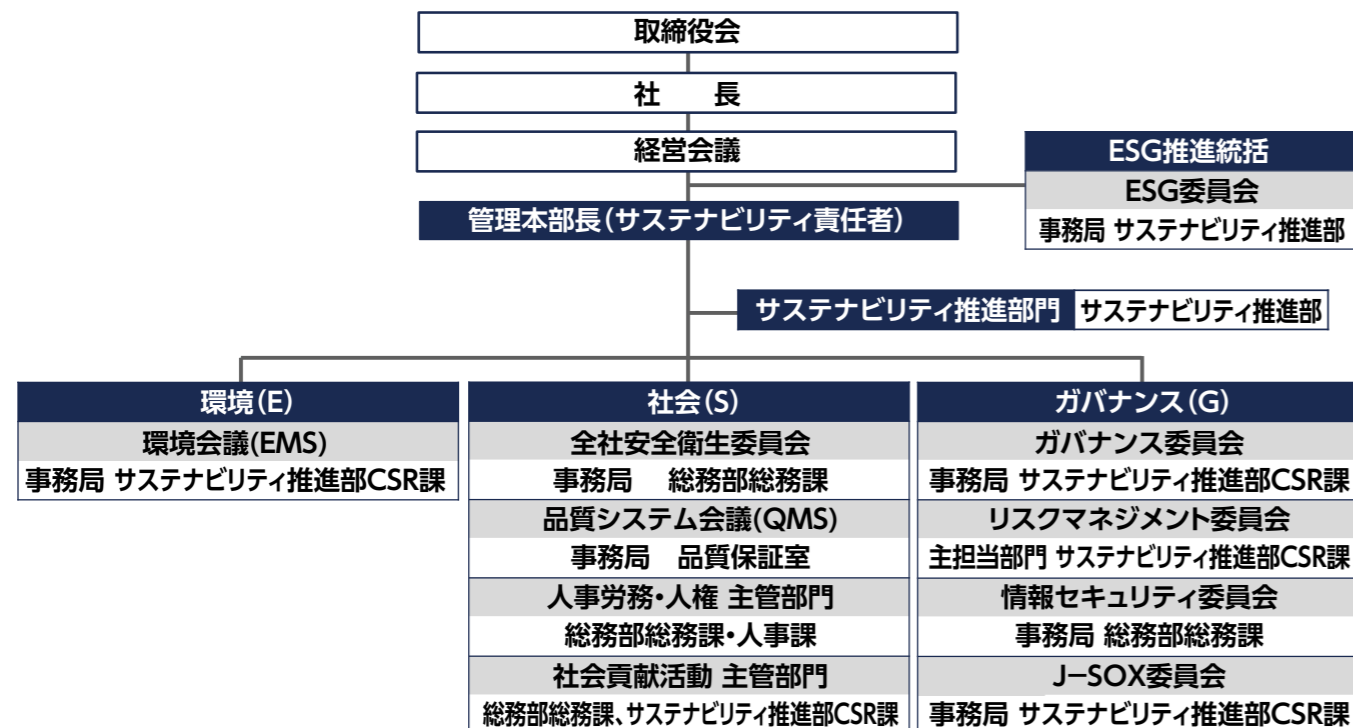 取締役会
社　　長
経営会議
ESG推進統括
ESG委員会
事務局 サステナビリティ推進部
管理本部長(サステナビリティ責任者)
サステナビリティ推進部門 サステナビリティ推進部
環境(E)
環境会議(EMS)
事務局 サステナビリティ推進部CSR課
社会(S)
全社安全衛生委員会
事務局　総務部総務課
品質システム会議(QMS)
事務局　品質保証室
人事労務・人権 主管部門
総務部総務課・人事課
社会貢献活動 主管部門
総務部総務課、サステナビリティ推進部CSR課
ガバナンス(G)
ガバナンス委員会
事務局 サステナビリティ推進部CSR課
リスクマネジメント委員会
主担当部門 サステナビリティ推進部CSR課
情報セキュリティ委員会
事務局 総務部総務課
J−SOX委員会
事務局 サステナビリティ推進部CSR課